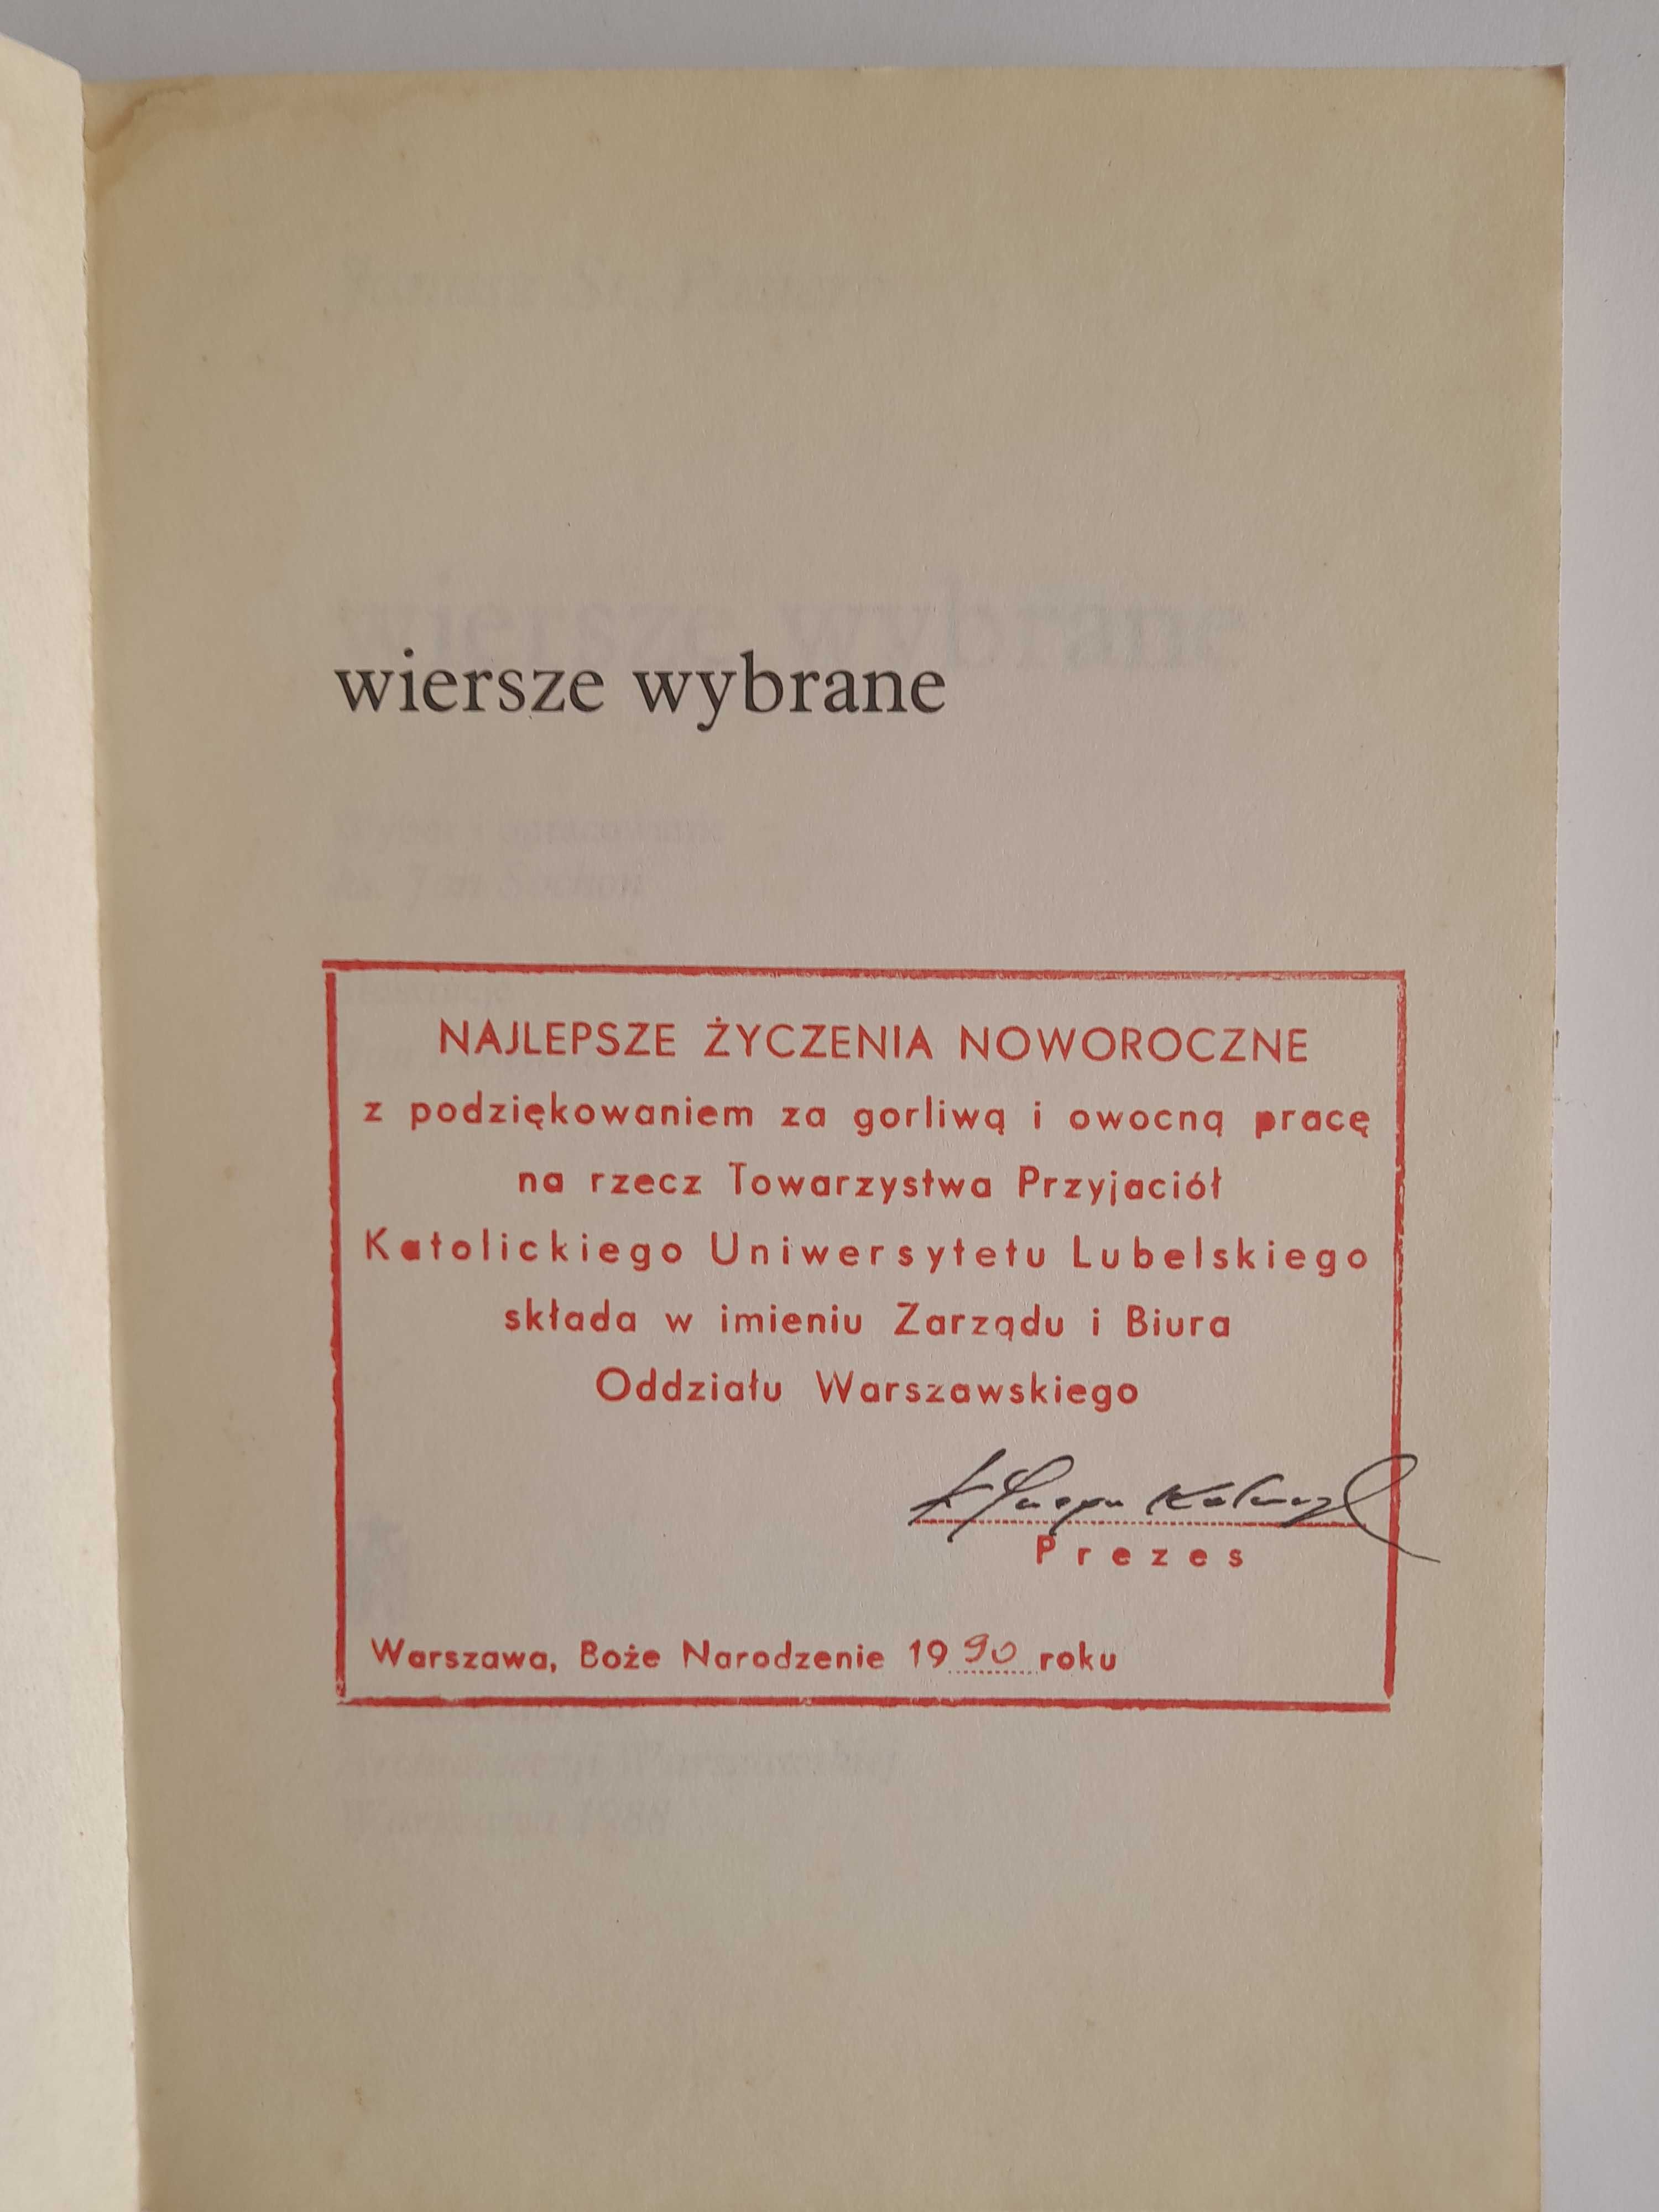 wiersze wybrane
NAJLEPSZE ŻYCZENIA NOWOROCZNE
z podziękowaniem za gorliwą i owocną pracę
na rzecz Towarzystwa Przyjaciół
Katolickiego Uniwersytetu Lubelskiego
składa w imieniu Zarządu i Biura
Oddziału Warszawskiego
Prezes
Warszawa, Boże Narodzenie 1990 roku